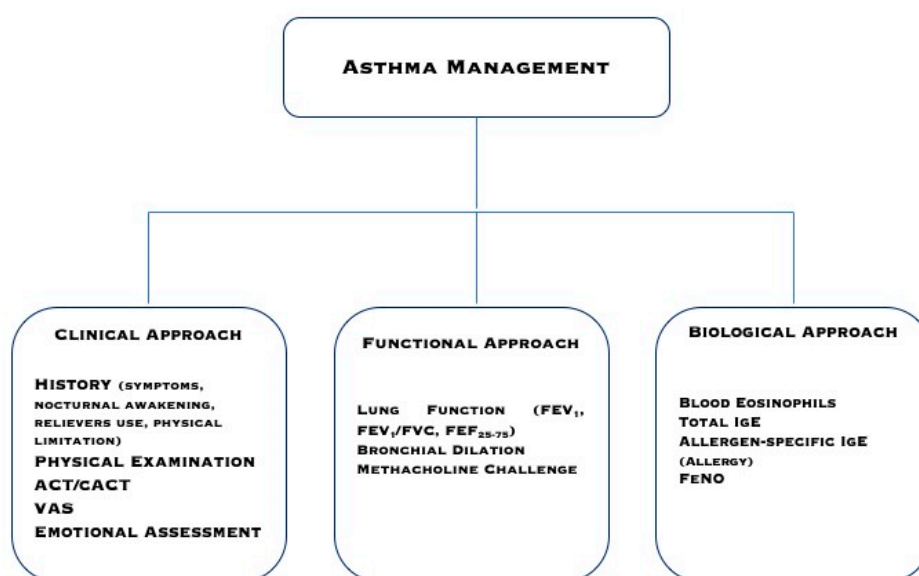 Asthma Management
Clinical Approach
History (symptoms,
nocturnal awakening,
relievers use, physical
limitation)
Physical Examination
ACT/cACT
VAS
Emotional Assessment
Functional Approach
Lung Function (FEV₁,
FEV₁/FVC, FEF₂₅₋₇₅)
Bronchial Dilation
Methacholine Challenge
Biological Approach
Blood Eosinophils
Total IgE
Allergen-specific IgE
(Allergy)
FeNO